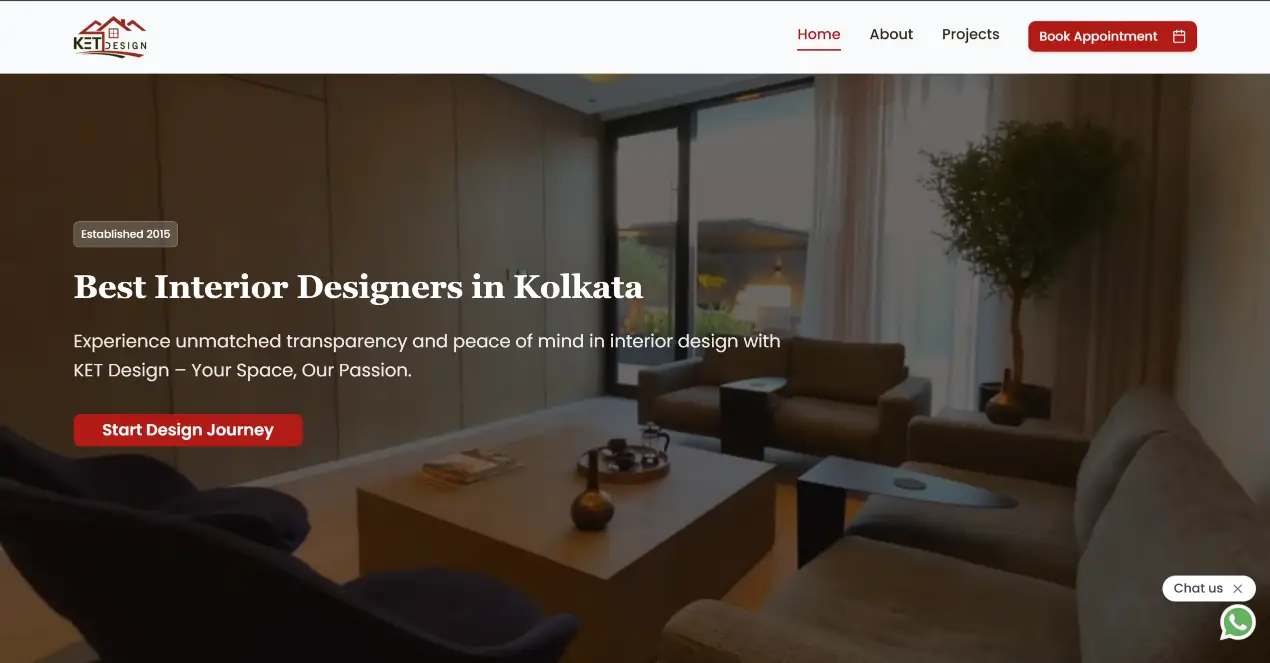 KET DESIGN
Home
About
Projects
Book Appointment
Established 2015
Best Interior Designers in Kolkata
Experience unmatched transparency and peace of mind in interior design with
KET Design – Your Space, Our Passion.
Start Design Journey
Chat us